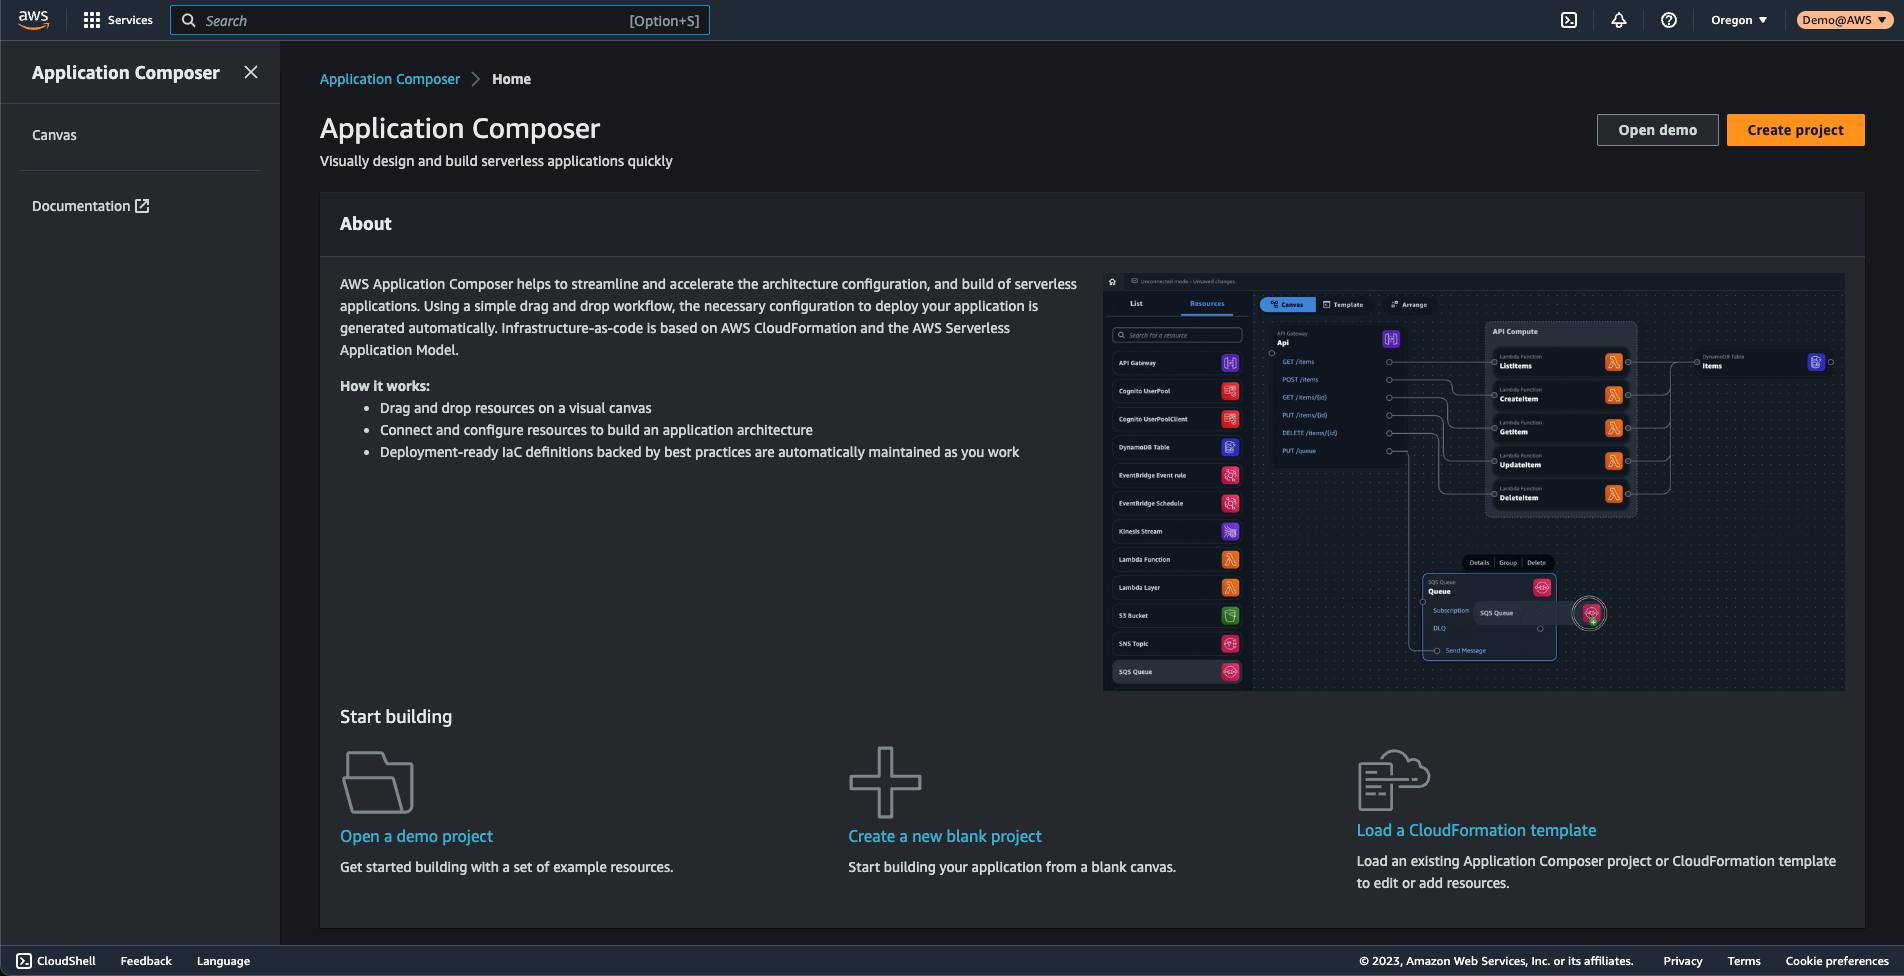 aws
Services
Search
[Option+S]
Oregon
Demo@AWS
Application Composer
Canvas
Documentation
Application Composer
Home
Application Composer
Visually design and build serverless applications quickly
Open demo
Create project
About
AWS Application Composer helps to streamline and accelerate the architecture configuration, and build of serverless
applications. Using a simple drag and drop workflow, the necessary configuration to deploy your application is
generated automatically. Infrastructure-as-code is based on AWS CloudFormation and the AWS Serverless
Application Model.
How it works:
• Drag and drop resources on a visual canvas
• Connect and configure resources to build an application architecture
• Deployment-ready IaC definitions backed by best practices are automatically maintained as you work
Unconnected mode - Unsaved changes
List
Resources
Search for a resource
API Gateway
Cognito UserPool
Cognito UserPoolClient
DynamoDB Table
EventBridge Event rule
EventBridge Schedule
Kinesis Stream
Lambda Function
Lambda Layer
S3 Bucket
SNS Topic
SQS Queue
Canvas
Template
Arrange
API Gateway
Api
GET /items
POST /items
GET /items/{id}
PUT /items/{id}
DELETE /items/{id}
PUT /queue
API Compute
Lambda Function
ListItems
Lambda Function
CreateItem
Lambda Function
GetItem
Lambda Function
UpdateItem
Lambda Function
DeleteItem
DynamoDB Table
Items
Details
Group
Delete
SQS Queue
Queue
Subscription
SQS Queue
DLQ
Send Message
Start building
Open a demo project
Get started building with a set of example resources.
Create a new blank project
Start building your application from a blank canvas.
Load a CloudFormation template
Load an existing Application Composer project or CloudFormation template
to edit or add resources.
CloudShell
Feedback
Language
© 2023, Amazon Web Services, Inc. or its affiliates.
Privacy
Terms
Cookie preferences